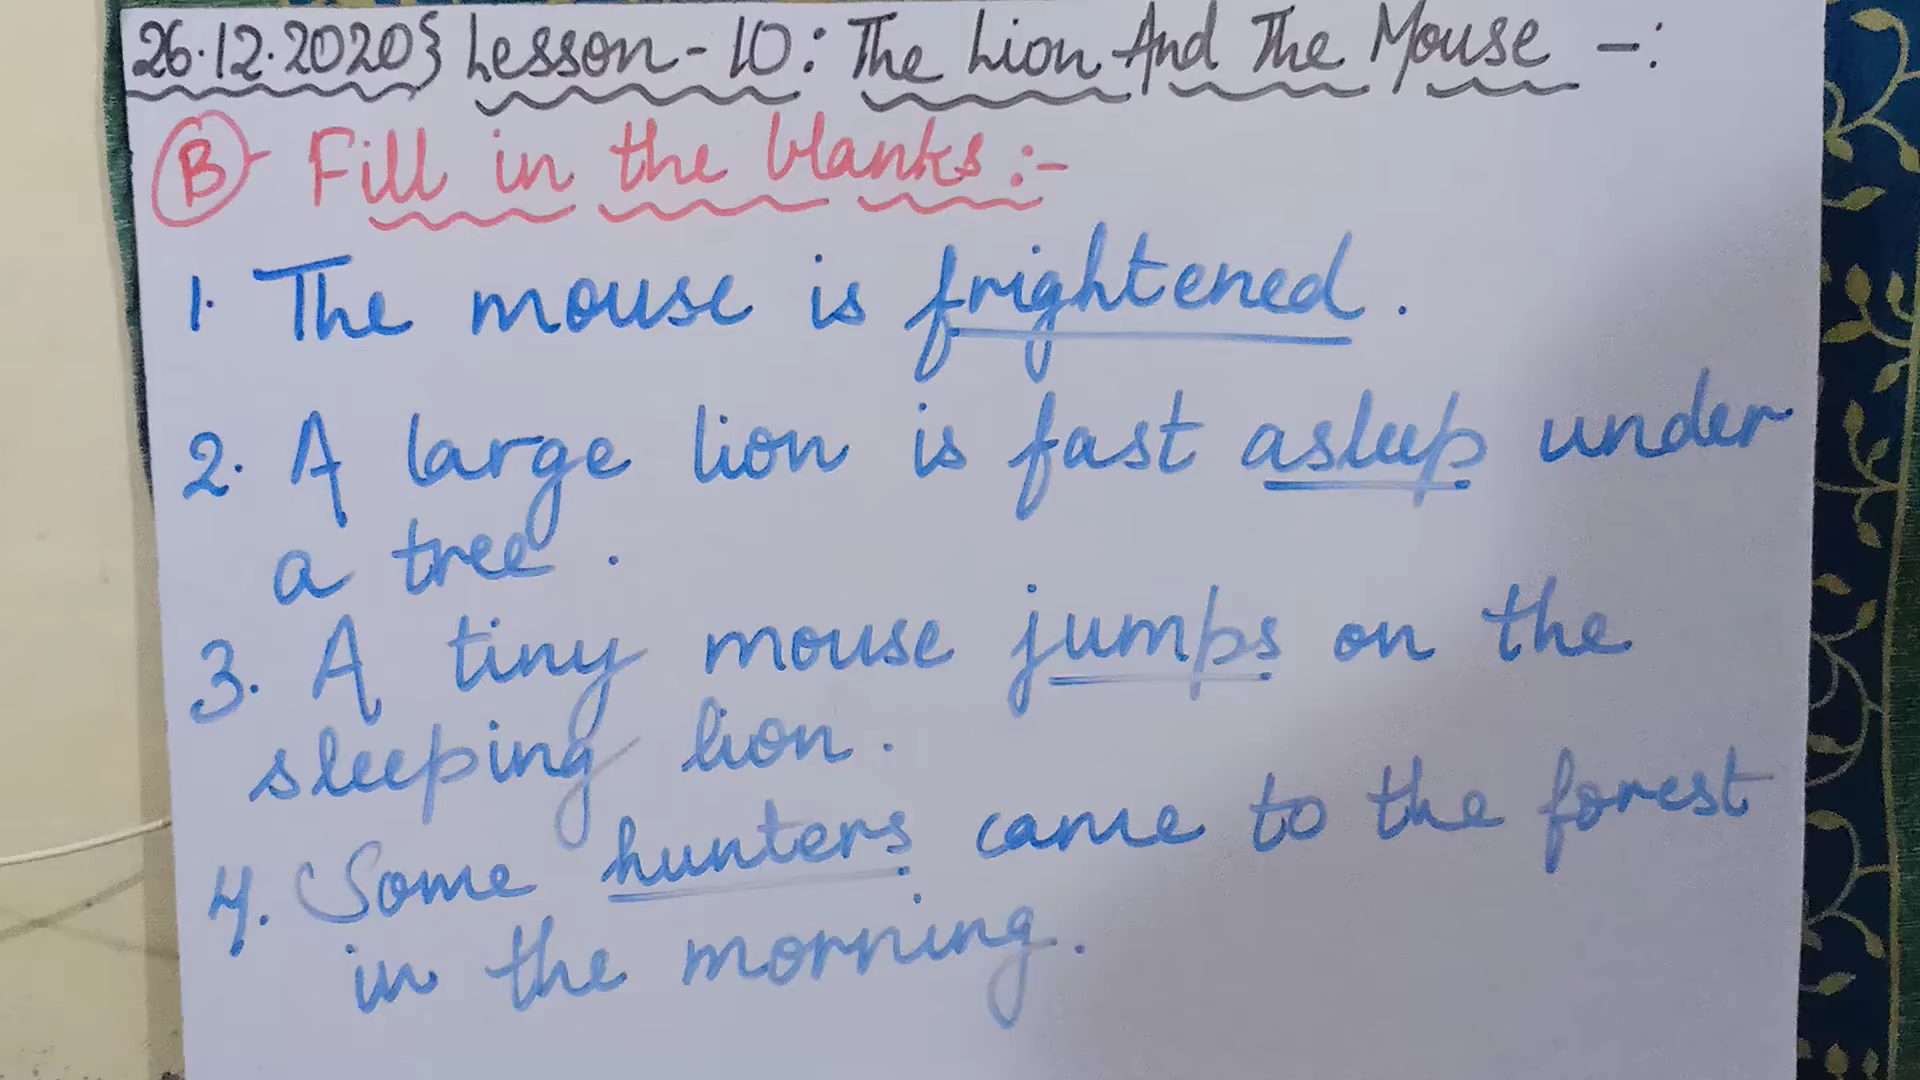 26.12.2020} Lesson-10: The Lion And The Mouse -:
B- Fill in the blanks:-
1. The mouse is frightened.
2. A large lion is fast asleep under
a tree.
3. A tiny mouse jumps on the
sleeping lion.
4. Some hunters came to the forest
in the morning.